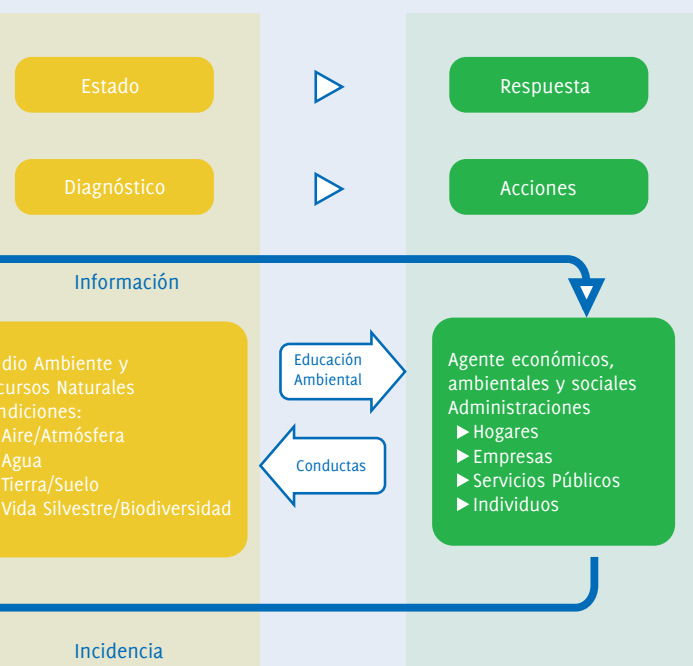 Estado
Respuesta
Diagnóstico
Acciones
Información
dio Ambiente y
cursos Naturales
ndiciones:
Aire/Atmósfera
Agua
Tierra/Suelo
Vida Silvestre/Biodiversidad
Educación
Ambiental
Conductas
Agente económicos,
ambientales y sociales
Administraciones
Hogares
Empresas
Servicios Públicos
Individuos
Incidencia